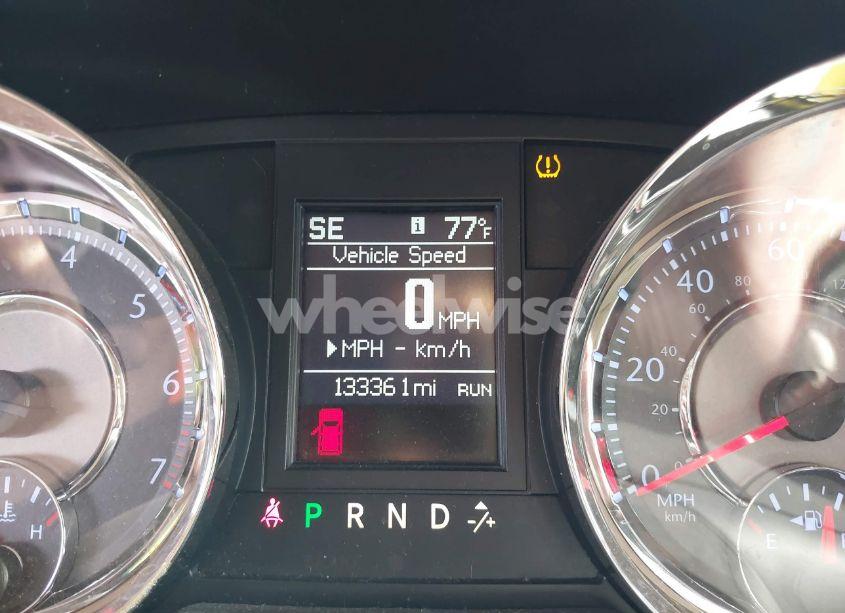 SE i 77°F
Vehicle Speed
0 MPH
MPH - km/h
133361mi RUN
P R N D -/+
4
5
6
7
H
60
40
20
0
80
60
40
20
0
MPH
km/h
E
wheelwise